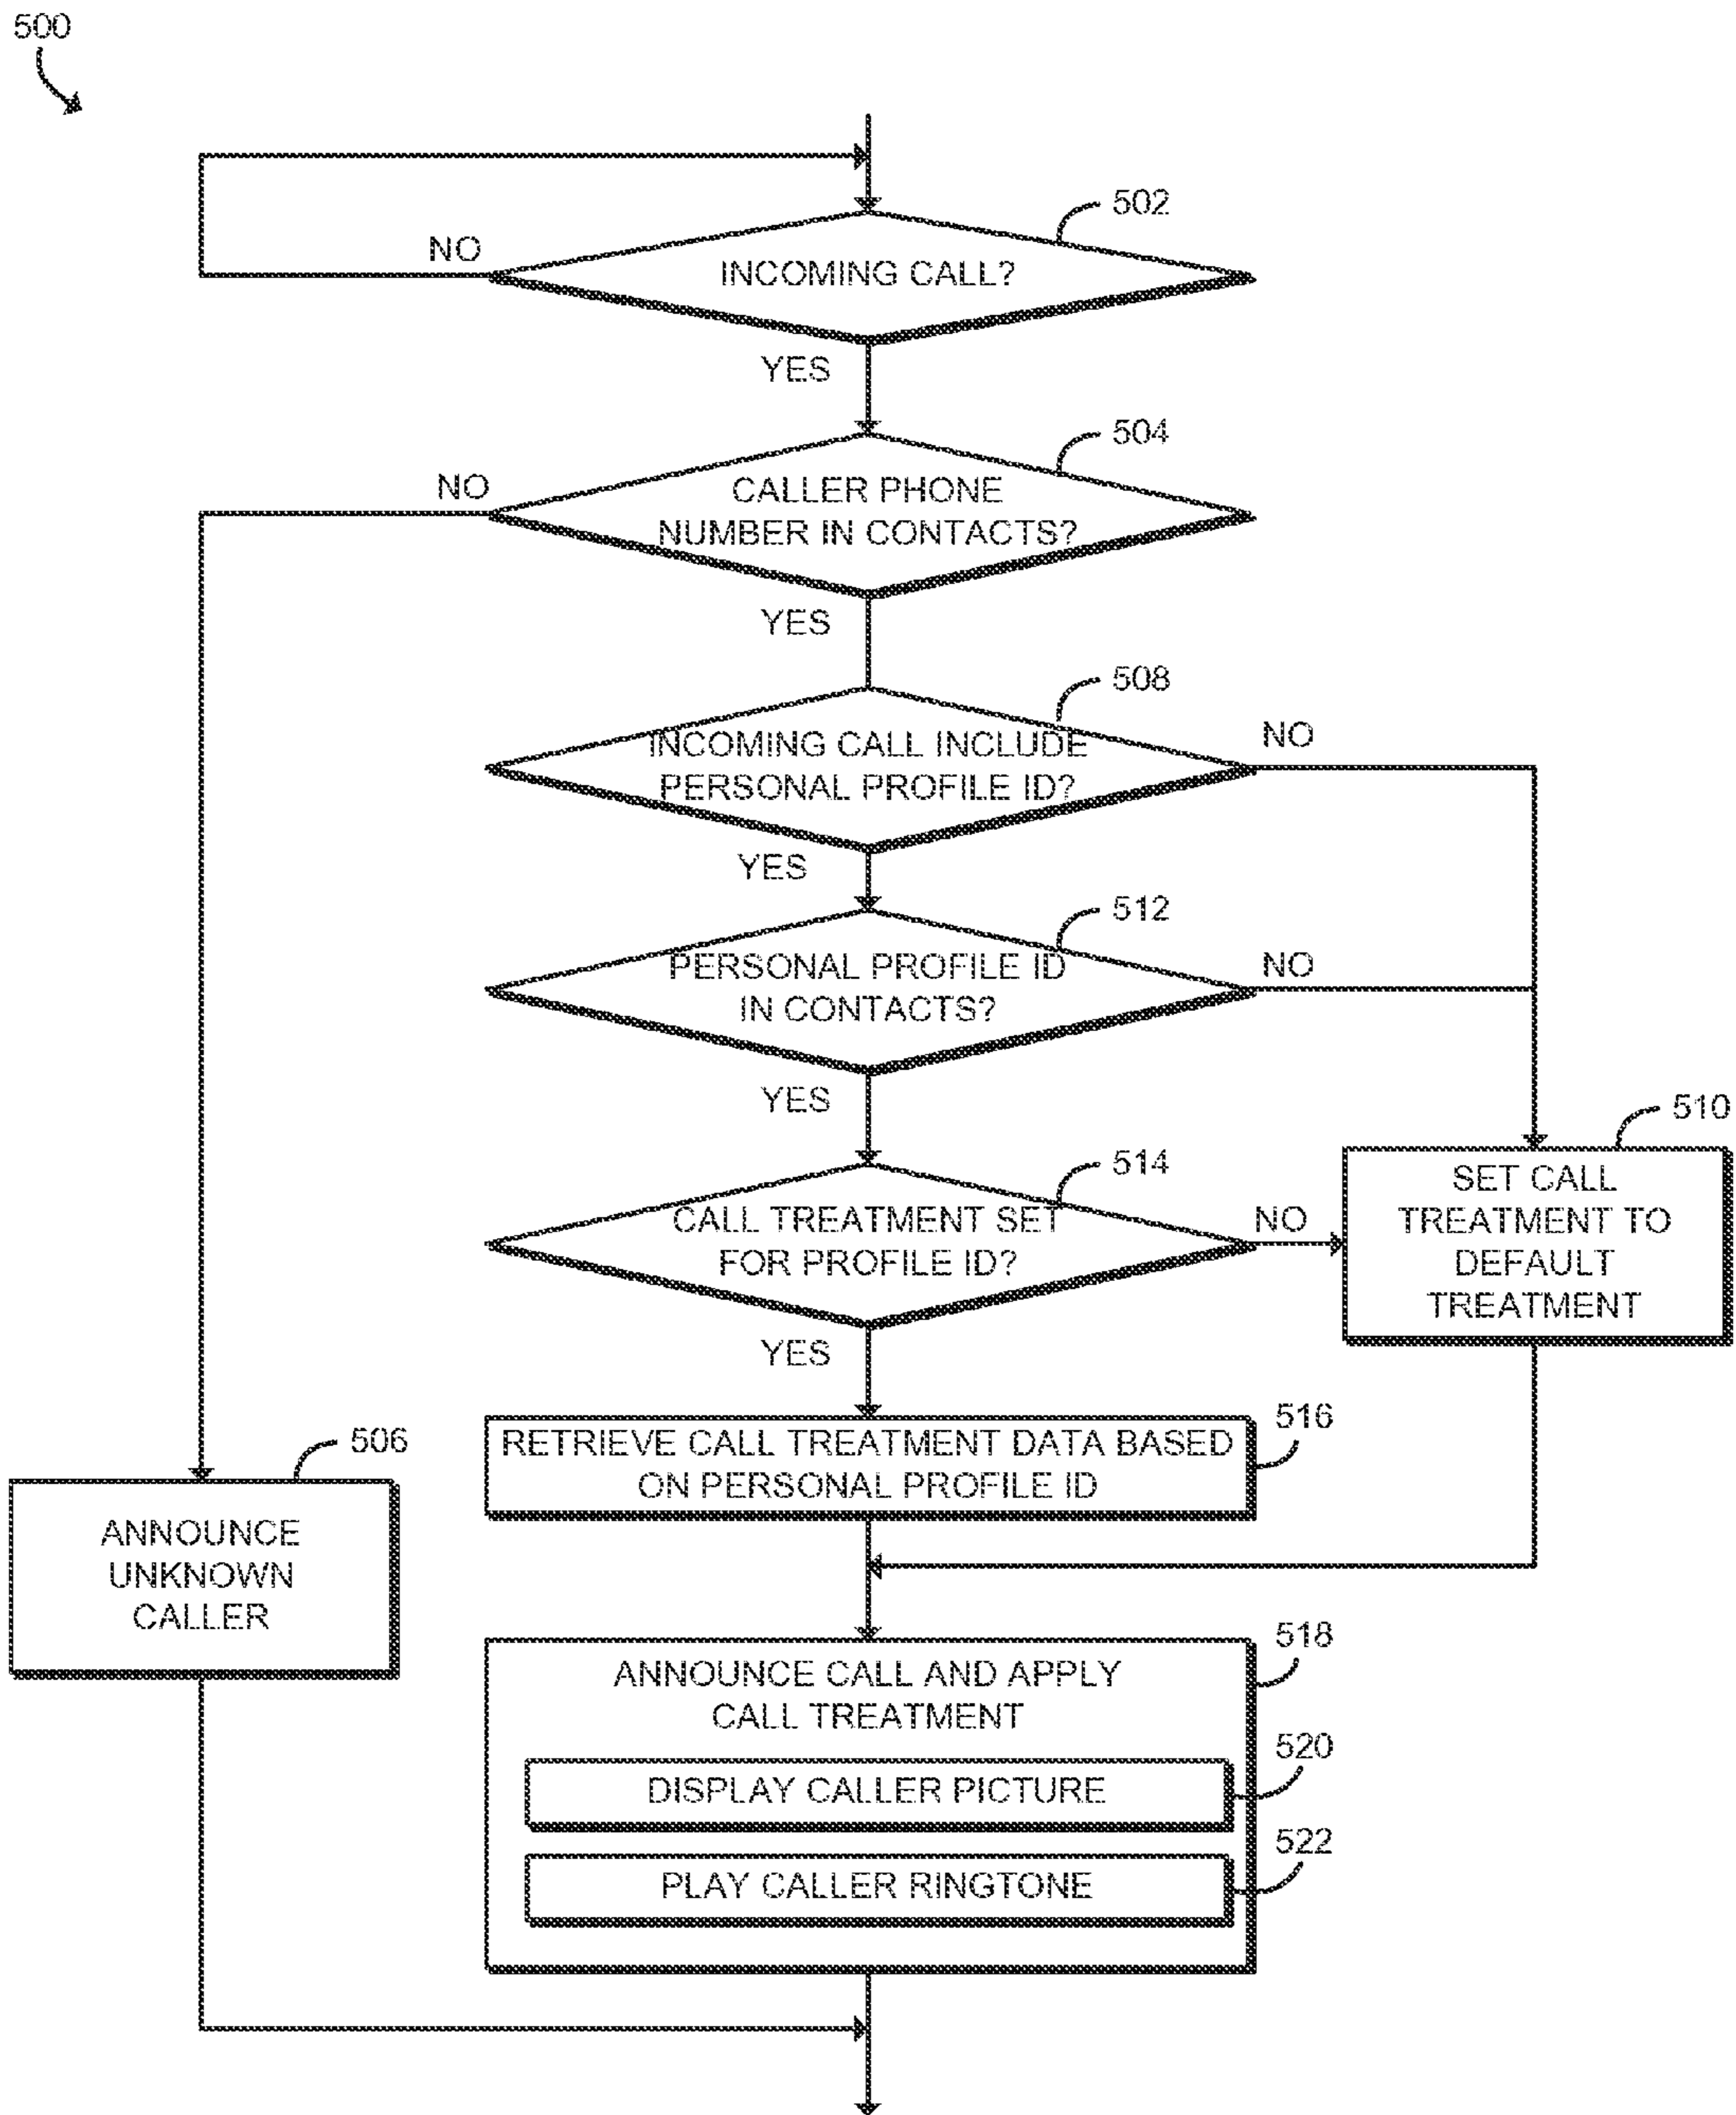 500
502
NO
INCOMING CALL?
YES
504
NO
CALLER PHONE
NUMBER IN CONTACTS?
YES
508
NO
INCOMING CALL INCLUDE
PERSONAL PROFILE ID?
YES
512
NO
PERSONAL PROFILE ID
IN CONTACTS?
YES
510
514
SET CALL
TREATMENT TO
DEFAULT
TREATMENT
NO
CALL TREATMENT SET
FOR PROFILE ID?
YES
516
RETRIEVE CALL TREATMENT DATA BASED
ON PERSONAL PROFILE ID
506
ANNOUNCE
UNKNOWN
CALLER
518
ANNOUNCE CALL AND APPLY
CALL TREATMENT
520
DISPLAY CALLER PICTURE
522
PLAY CALLER RINGTONE